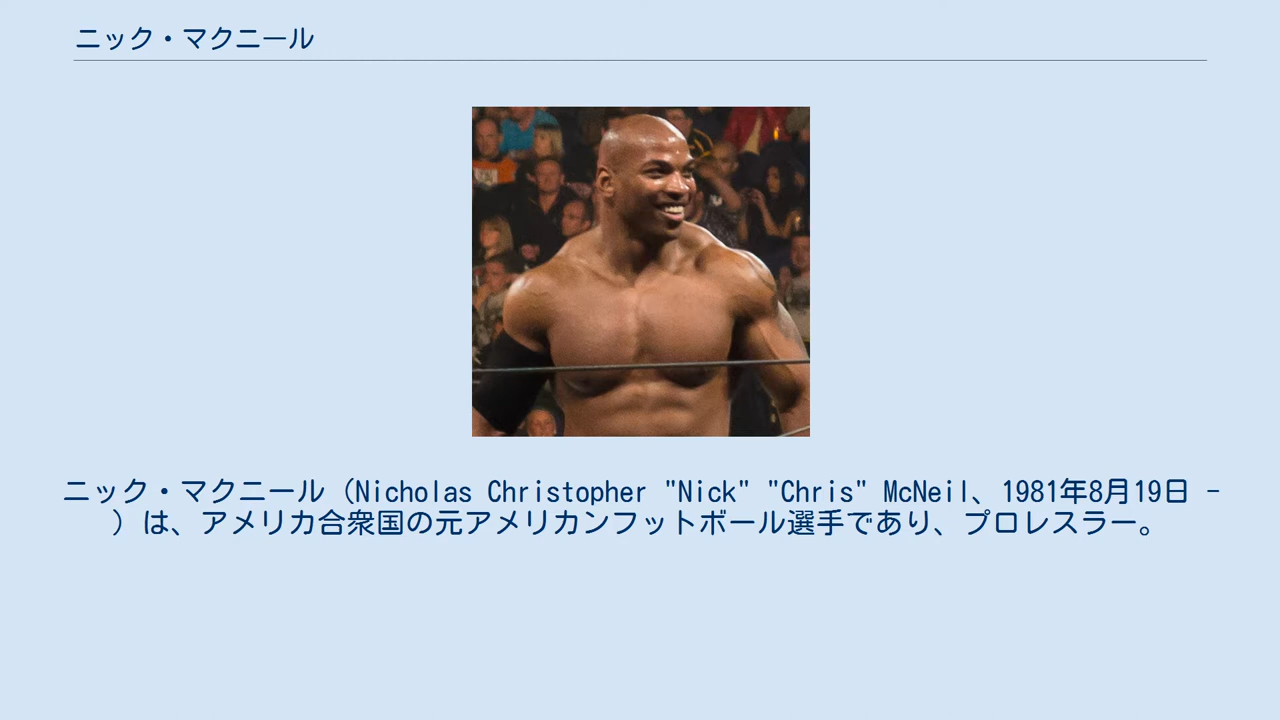 ニック・マクニール
ニック・マクニール（Nicholas Christopher "Nick" "Chris" McNeil、1981年8月19日 -
）は、アメリカ合衆国の元アメリカンフットボール選手であり、プロレスラー。